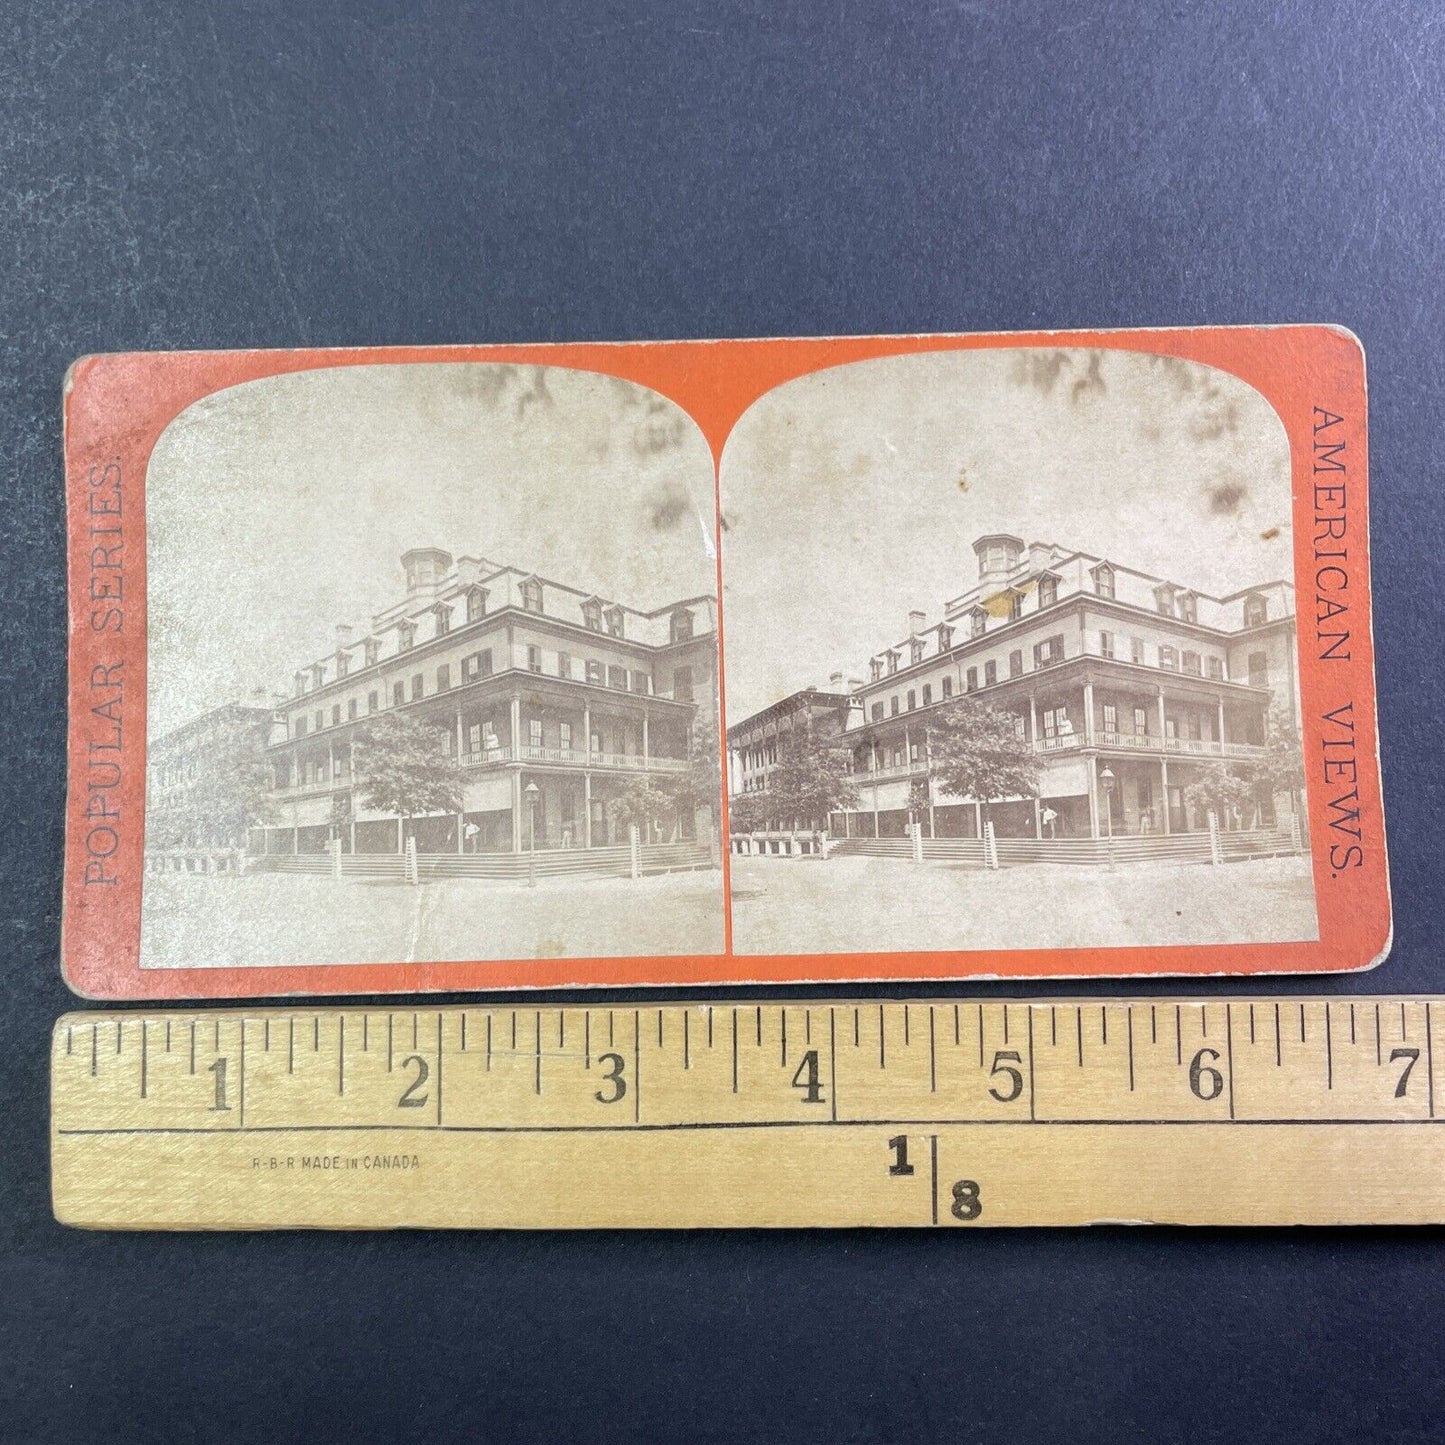 POPULAR SERIES.
AMERICAN VIEWS.
1 2 3 4 5 6 7
R-B-R MADE IN CANADA
1
8